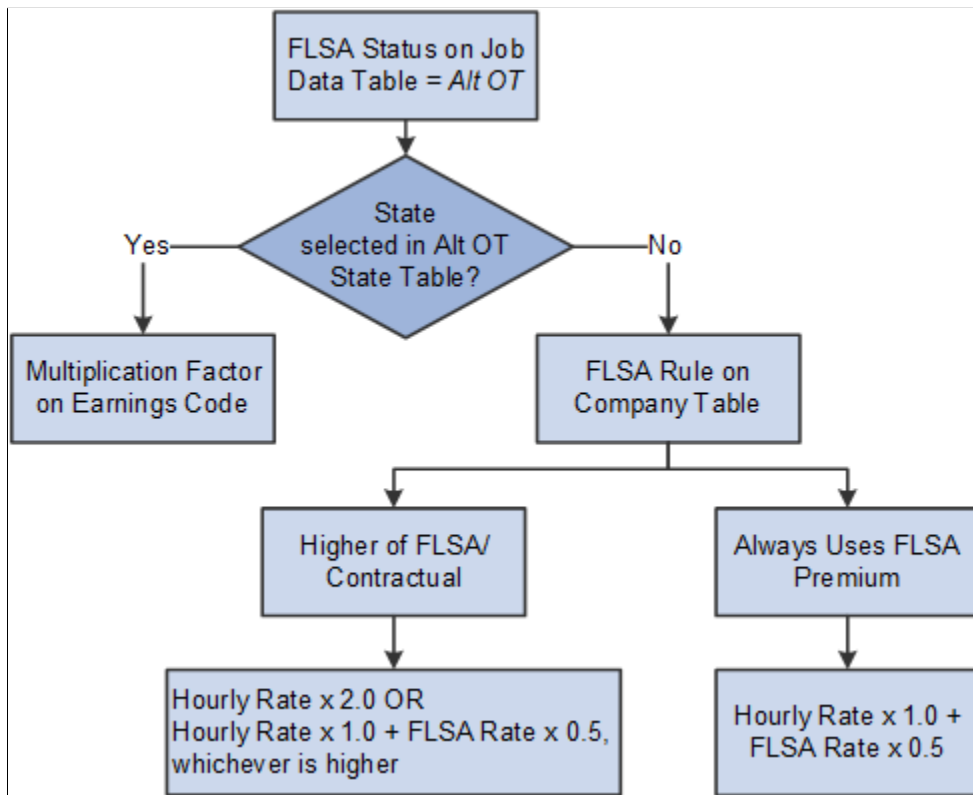 FLSA Status on Job
Data Table = Alt OT
State
selected in Alt OT
State Table?
Yes
No
Multiplication Factor
on Earnings Code
FLSA Rule on
Company Table
Higher of FLSA/
Contractual
Always Uses FLSA
Premium
Hourly Rate x 2.0 OR
Hourly Rate x 1.0 + FLSA Rate x 0.5,
whichever is higher
Hourly Rate x 1.0 +
FLSA Rate x 0.5